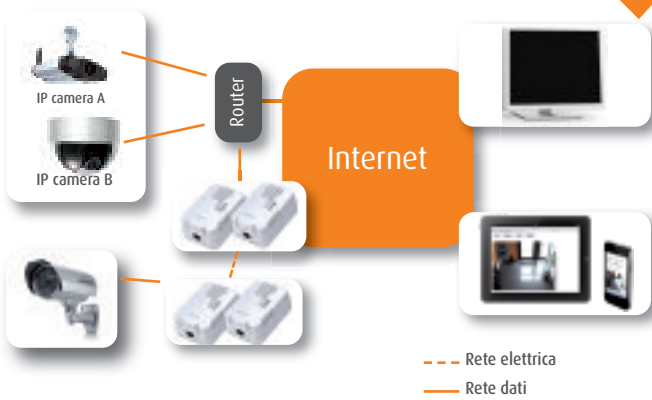 IP camera A
IP camera B
Router
Internet
Rete elettrica
Rete dati